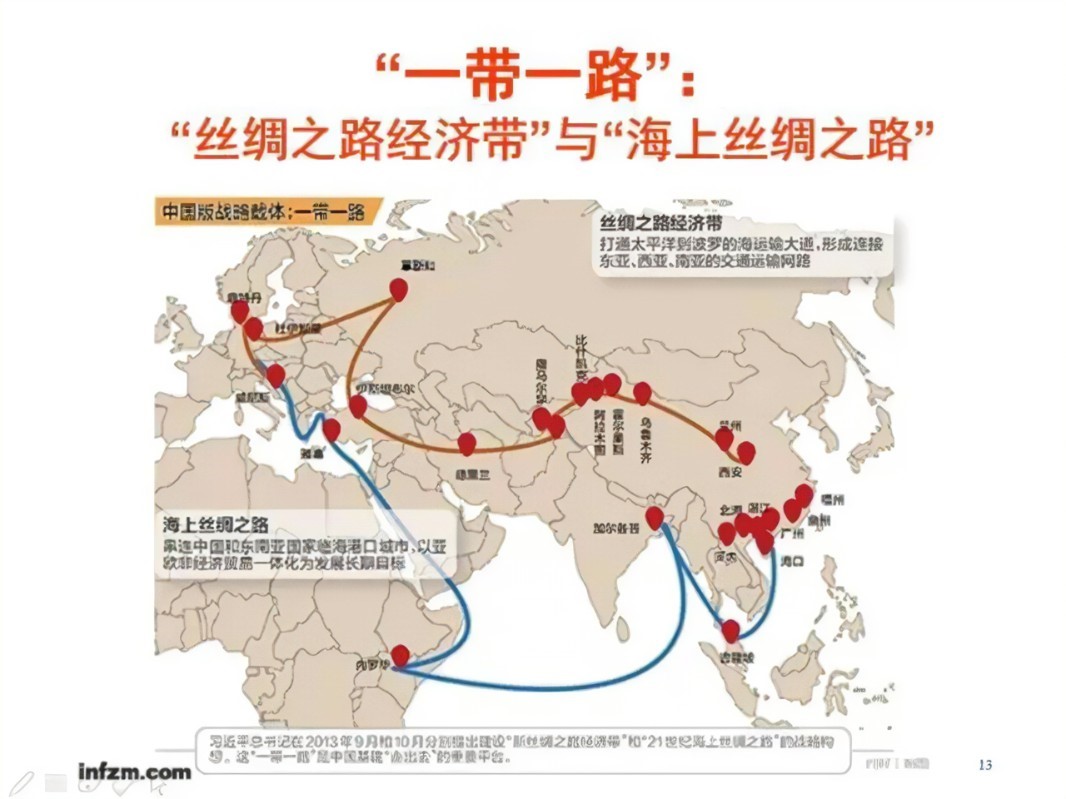 “一带一路”:
“丝绸之路经济带”与“海上丝绸之路”
中国版战略载体:一带一路
丝绸之路经济带
打通太平洋到波罗的海运输大通,形成连接
东亚、西亚、南亚的交通运输网路
莫斯科
鹿特丹
杜伊斯堡
比什凯克
威尼斯
伊斯坦布尔
阿拉木图
霍尔果斯
乌鲁木齐
兰州
西安
雅典
德黑兰
海上丝绸之路
串连中国和东南亚国家临海港口城市,以亚
欧非经济贸易一体化为发展长期目标
加尔各答
北海
湛江
福州
泉州
广州
河内
海口
内罗毕
吉隆坡
习近平总书记在2013年9月和10月分别提出建设“新丝绸之路经济带”和“21世纪海上丝绸之路”的战略构
想。这“一带一路”是中国
的重要平台。
infzm.com
13